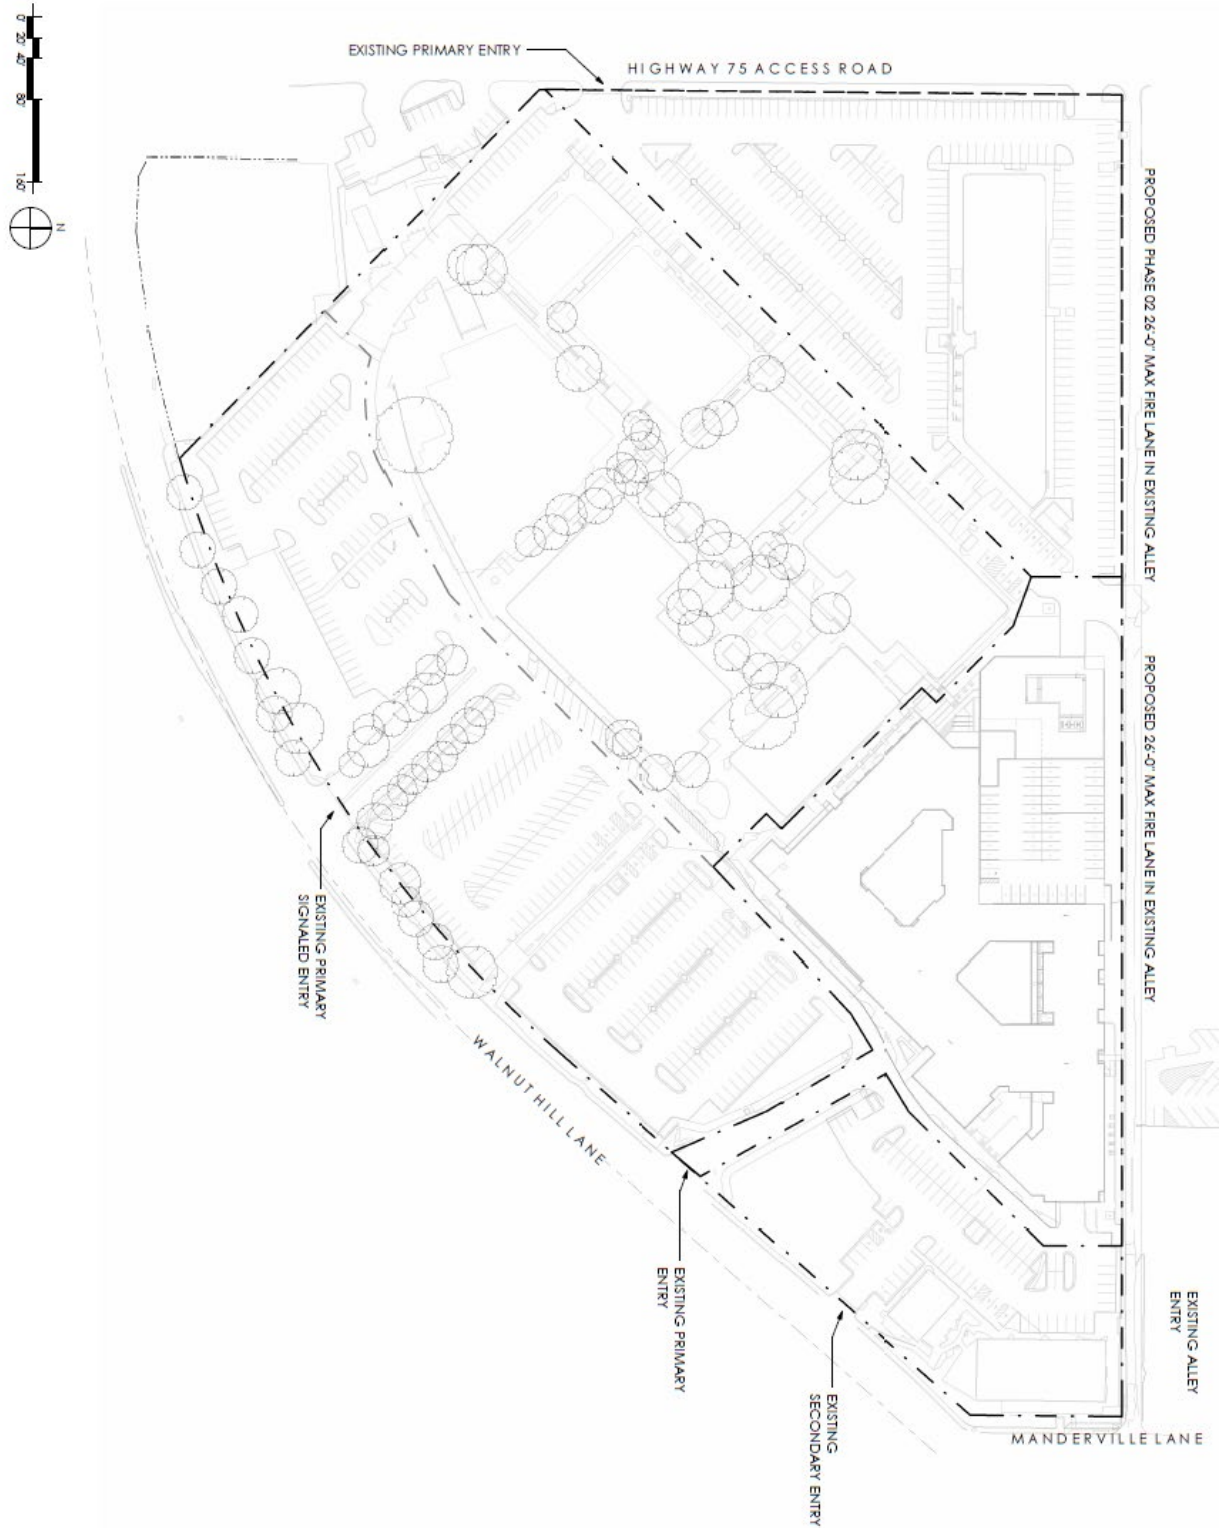 EXISTING PRIMARY ENTRY
HIGHWAY 75 ACCESS ROAD
0' 20' 40' 80' 160'
N
PROPOSED PHASE 02 26'-0" MAX FIRE LANE IN EXISTING ALLEY
PROPOSED 26'-0" MAX FIRE LANE IN EXISTING ALLEY
EXISTING PRIMARY
SIGNALED ENTRY
WALNUT HILL LANE
EXISTING PRIMARY
ENTRY
EXISTING
SECONDARY ENTRY
EXISTING ALLEY
ENTRY
MANDERVILLE LANE